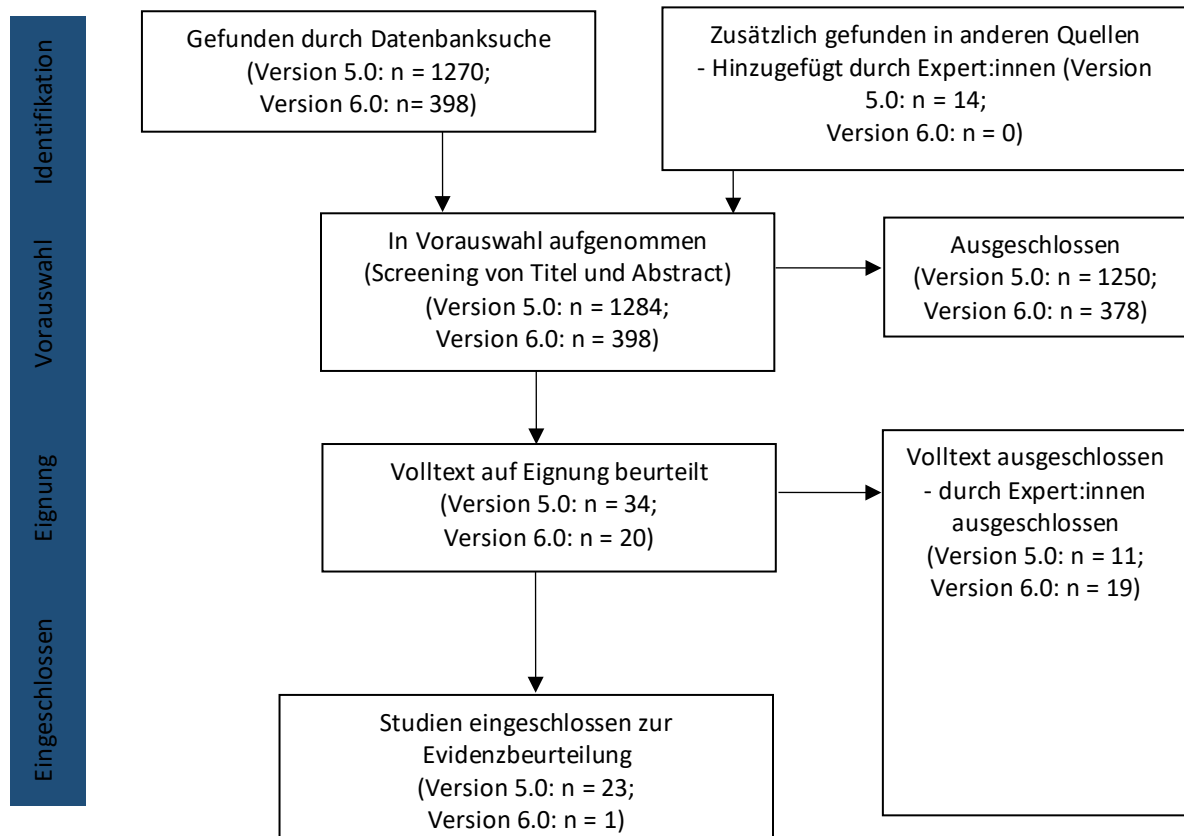 Identifikation
Gefunden durch Datenbanksuche
(Version 5.0: n = 1270;
Version 6.0: n= 398)
Zusätzlich gefunden in anderen Quellen
- Hinzugefügt durch Expert:innen (Version
5.0: n = 14;
Version 6.0: n = 0)
Vorauswahl
In Vorauswahl aufgenommen
(Screening von Titel und Abstract)
(Version 5.0: n = 1284;
Version 6.0: n = 398)
Ausgeschlossen
(Version 5.0: n = 1250;
Version 6.0: n = 378)
Eignung
Volltext auf Eignung beurteilt
(Version 5.0: n = 34;
Version 6.0: n = 20)
Volltext ausgeschlossen
- durch Expert:innen
ausgeschlossen
(Version 5.0: n = 11;
Version 6.0: n = 19)
Eingeschlossen
Studien eingeschlossen zur
Evidenzbeurteilung
(Version 5.0: n = 23;
Version 6.0: n = 1)